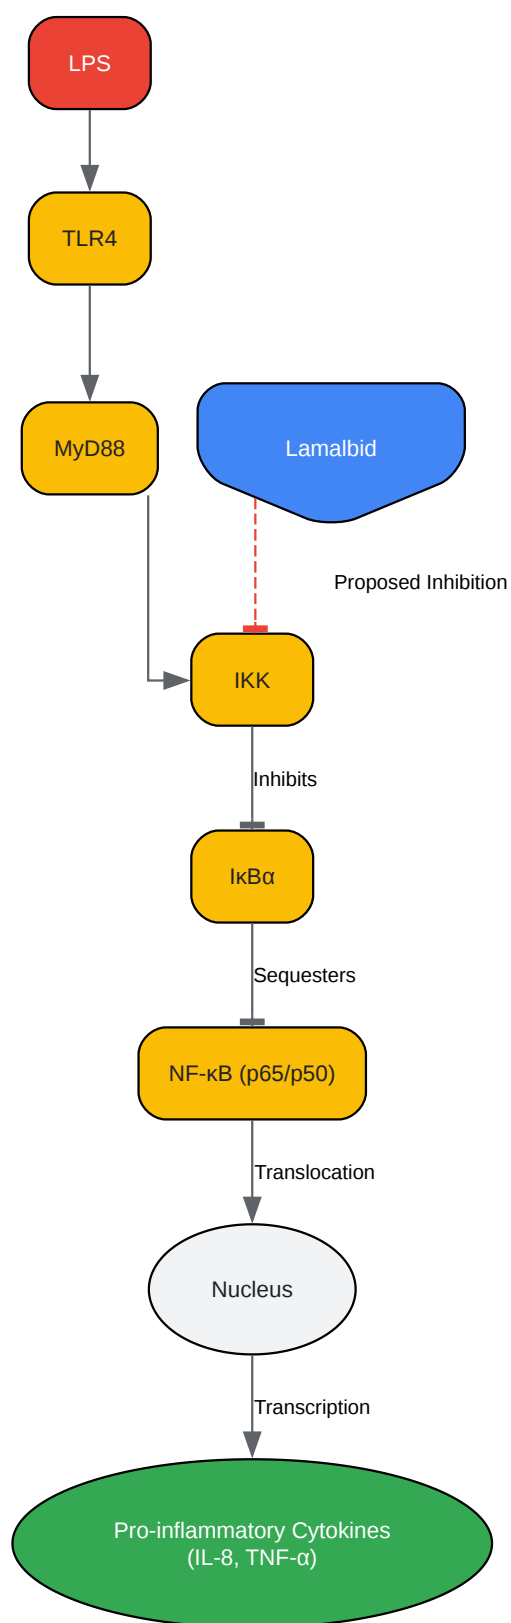 LPS
TLR4
MyD88
Lamalbid
Proposed Inhibition
IKK
Inhibits
IκBα
Sequesters
NF-κB (p65/p50)
Translocation
Nucleus
Transcription
Pro-inflammatory Cytokines
(IL-8, TNF-α)